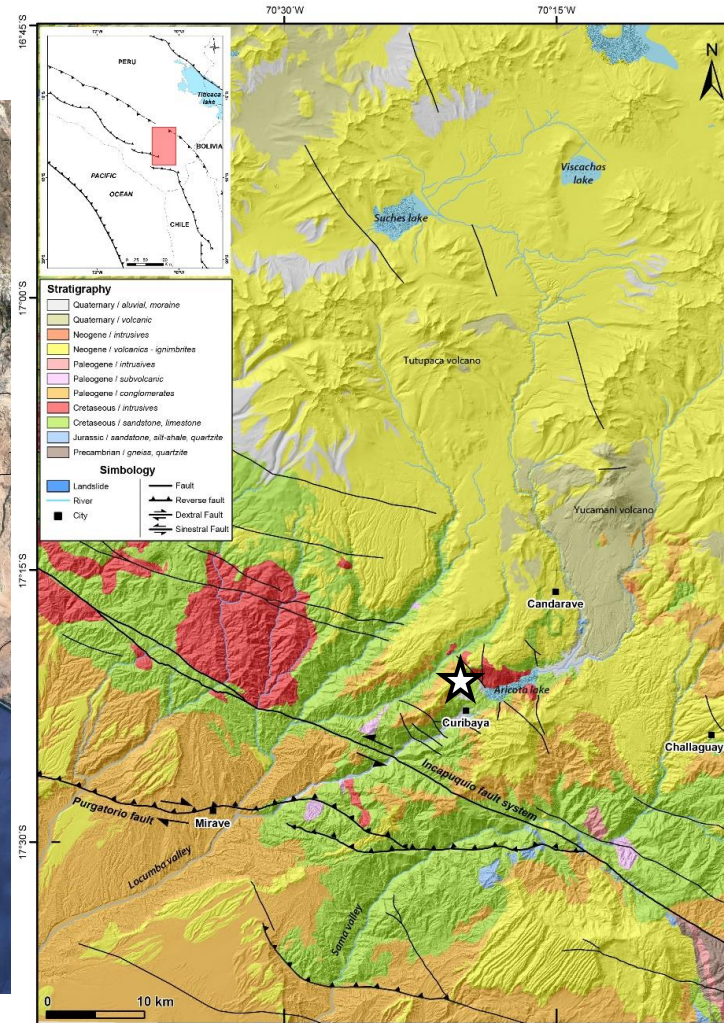 70°30'W
70°15'W
16°45'S
17°00'S
17°15'S
17°30'S
N
PERU
Titicaca
lake
BOLIVIA
PACIFIC
OCEAN
CHILE
Stratigraphy
Quaternary / aluvial, moraine
Quaternary / volcanic
Neogene / intrusives
Neogene / volcanics - ignimbrites
Paleogene / intrusives
Paleogene / subvolcanic
Paleogene / conglomerates
Cretaceous / intrusives
Cretaceous / sandstone, limestone
Jurassic / sandstone, silt-shale, quartzite
Precambrian / gneiss, quartzite
Simbology
Landslide
River
City
Fault
Reverse fault
Dextral Fault
Sinestral Fault
Viscachas
lake
Suches lake
Tutupaca volcano
Yucamani volcano
Candarave
Aricota lake
Curibaya
Challaguay
Incapuquio fault system
Purgatorio fault
Mirave
Locumba valley
Sama valley
0 10 km